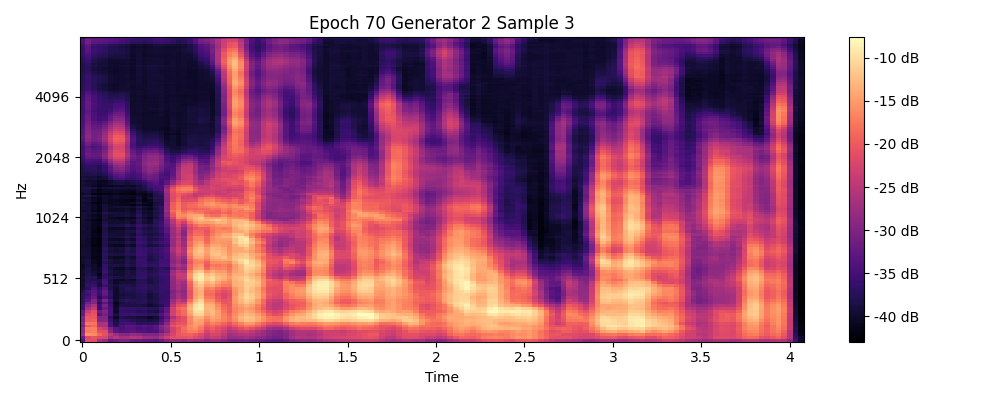 Epoch 70 Generator 2 Sample 3
Hz
4096
2048
1024
512
0
0
0.5
1
1.5
2
2.5
3
3.5
4
Time
-10 dB
-15 dB
-20 dB
-25 dB
-30 dB
-35 dB
-40 dB